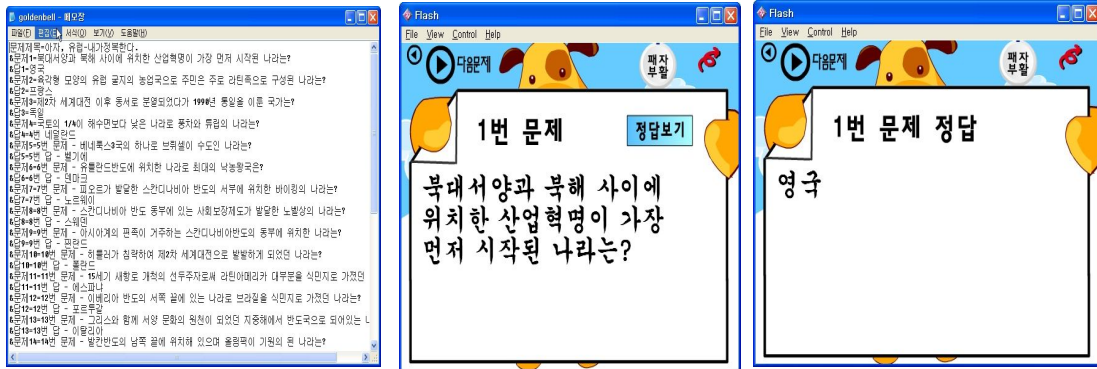 goldenbell - 메모장
파일(F) 편집(E) 서식(O) 보기(V) 도움말(H)
문제제목=아자, 유럽-내가정복한다.
&문제1=북대서양과 북해 사이에 위치한 산업혁명이 가장 먼저 시작된 나라는?
&답1=영국
&문제2=육각형 모양의 유럽 굴지의 농업국으로 주민은 주로 라틴족으로 구성된 나라는?
&답2=프랑스
&문제3=제2차 세계대전 이후 동서로 분열되었다가 1990년 통일을 이룬 국가는?
&답3=독일
&문제4=국토의 1/4이 해수면보다 낮은 나라로 풍차와 튤립의 나라는?
&답4=4번 네덜란드
&문제5=5번 문제 - 베네룩스3국의 하나로 브뤼셀이 수도인 나라는?
&답5=5번 답 - 벨기에
&문제6=6번 문제 - 유틀란드반도에 위치한 나라로 최대의 낙농왕국은?
&답6=6번 답 - 덴마크
&문제7=7번 문제 - 피오르가 발달한 스칸디나비아 반도의 서부에 위치한 바이킹의 나라는?
&답7=7번 답 - 노르웨이
&문제8=8번 문제 - 스칸디나비아 반도 동부에 있는 사회보장제도가 발달한 노벨상의 나라는?
&답8=8번 답 - 스웨덴
&문제9=9번 문제 - 아시아계의 핀족이 거주하는 스칸디나비아반도의 동부에 위치한 나라는?
&답9=9번 답 - 핀란드
&문제10=10번 문제 - 히틀러가 침략하여 제2차 세계대전으로 발발하게 되었던 나라는?
&답10=10번 답 - 폴란드
&문제11=11번 문제 - 15세기 새항로 개척의 선두주자로써 라틴아메리카 대부분을 식민지로 가졌던
&답11=11번 답 - 에스파냐
&문제12=12번 문제 - 이베리아 반도의 서쪽 끝에 있는 나라로 브라질을 식민지로 가졌던 나라는?
&답12=12번 답 - 포르투갈
&문제13=13번 문제 - 그리스와 함께 서양 문화의 원천이 되었던 지중해에서 반도국으로 되어있는 나
&답13=13번 답 - 이탈리아
&문제14=14번 문제 - 발칸반도의 남쪽 끝에 위치해 있으며 올림픽이 기원의 된 나라는?
Flash
File View Control Help
다음문제
패자
부활
1번 문제
정답보기
북대서양과 북해 사이에
위치한 산업혁명이 가장
먼저 시작된 나라는?
Flash
File View Control Help
다음문제
패자
부활
1번 문제 정답
영국